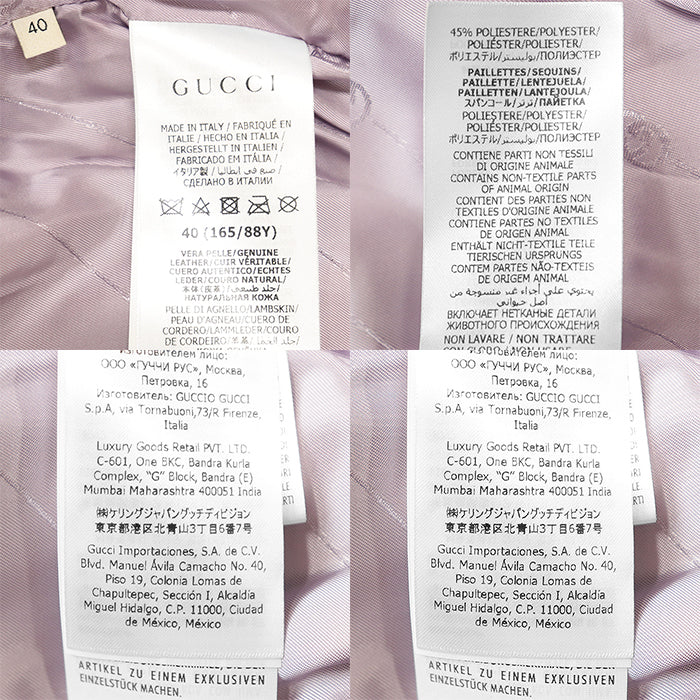 40
GUCCI
MADE IN ITALY / FABRIQUÉ EN
ITALIE / HECHO EN ITALIA /
HERGESTELLT IN ITALIEN /
FABRICADO EM ITÁLIA /
イタリア製 / صنع في إيطاليا /
СДЕЛАНО В ИТАЛИИ
40 (165/88Y)
VERA PELLE/GENUINE
LEATHER/CUIR VÉRITABLE/
CUERO AUTENTICO/ECHTES
LEDER/COURO NATURAL/
本体(皮革)/جلد طبيعي/
НАТУРАЛЬНАЯ КОЖА
PELLE DI AGNELLO/LAMBSKIN/
PEAU D'AGNEAU/CUERO DE
CORDERO/LAMMLEDER/COURO
DE CORDEIRO/
45% POLIESTERE/POLYESTER/
POLIÉSTER/POLIESTER/
ポリエステル/بوليستر/ПОЛИЭСТЕР
PAILLETTES/SEQUINS/
PAILLETTES/LENTEJUELA/
PAILLETTEN/LANTEJOULA/
スパンコール/ترتر/ПАЙЕТКА
POLIESTERE/POLYESTER/
POLIÉSTER/POLIESTER/
ポリエステル/بوليستر/ПОЛИЭСТЕР
CONTIENE PARTI NON TESSILI
DI ORIGINE ANIMALE
CONTAINS NON-TEXTILE PARTS
OF ANIMAL ORIGIN
CONTIENT DES PARTIES NON
TEXTILES D'ORIGINE ANIMALE
CONTIENE PARTES NO TEXTILES
DE ORIGEN ANIMAL
ENTHÄLT NICHT-TEXTILE TEILE
TIERISCHEN URSPRUNGS
CONTÉM PARTES NÃO-TEXTEIS
DE ORIGEM ANIMAL
يحتوي على أجزاء غير منسوجة من
أصل حيواني
ВКЛЮЧАЕТ НЕТКАНЫЕ ДЕТАЛИ
ЖИВОТНОГО ПРОИСХОЖДЕНИЯ
NON LAVARE / NON TRATTARE
изготовителем лицо:
ООО «ГУЧЧИ РУС», Москва,
Петровка, 16
Изготовитель: GUCCIO GUCCI
S.p.A, via Tornabuoni,73/R Firenze,
Italia
Luxury Goods Retail PVT. LTD.
C-601, One BKC, Bandra Kurla
Complex, "G" Block, Bandra (E)
Mumbai Maharashtra 400051 India
㈱ケリングジャパングッチディビジョン
東京都港区北青山3丁目6番7号
Gucci Importaciones, S.A. de C.V.
Blvd. Manuel Ávila Camacho No. 40,
Piso 19, Colonia Lomas de
Chapultepec, Sección I, Alcaldía
Miguel Hidalgo, C.P. 11000, Ciudad
de México, México
ARTIKEL ZU EINEM EXKLUSIVEN
EINZELSTÜCK MACHEN.
изготовителем лицо:
ООО «ГУЧЧИ РУС», Москва,
Петровка, 16
Изготовитель: GUCCIO GUCCI
S.p.A, via Tornabuoni,73/R Firenze,
Italia
Luxury Goods Retail PVT. LTD.
C-601, One BKC, Bandra Kurla
Complex, "G" Block, Bandra (E)
Mumbai Maharashtra 400051 India
㈱ケリングジャパングッチディビジョン
東京都港区北青山3丁目6番7号
Gucci Importaciones, S.A. de C.V.
Blvd. Manuel Ávila Camacho No. 40,
Piso 19, Colonia Lomas de
Chapultepec, Sección I, Alcaldía
Miguel Hidalgo, C.P. 11000, Ciudad
de México, México
ARTIKEL ZU EINEM EXKLUSIVEN
EINZELSTÜCK MACHEN.